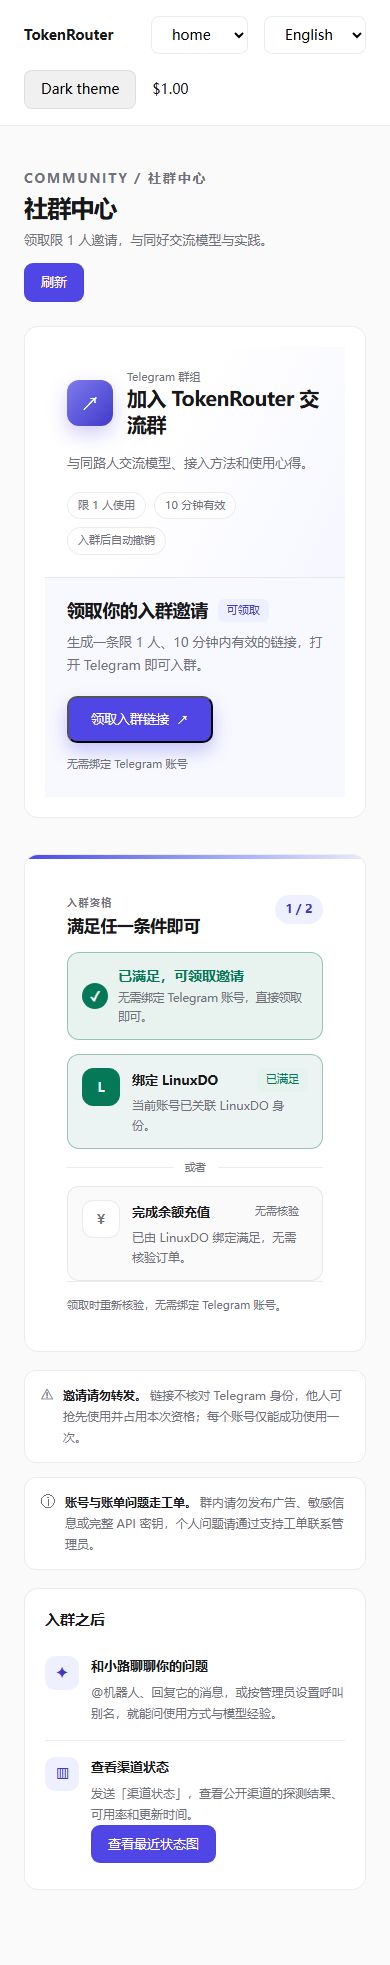 TokenRouter
home
English
Dark theme
$1.00
COMMUNITY / 社群中心
社群中心
领取限 1 人邀请，与同好交流模型与实践。
刷新
↗
Telegram 群组
加入 TokenRouter 交
流群
与同路人交流模型、接入方法和使用心得。
限 1 人使用
10 分钟有效
入群后自动撤销
领取你的入群邀请
可领取
生成一条限 1 人、10 分钟内有效的链接，打
开 Telegram 即可入群。
领取入群链接 ↗
无需绑定 Telegram 账号
入群资格
满足任一条件即可
1 / 2
已满足，可领取邀请
无需绑定 Telegram 账号，直接领取
即可。
L
绑定 LinuxDO
已满足
当前账号已关联 LinuxDO 身
份。
或者
¥
完成余额充值
无需核验
已由 LinuxDO 绑定满足，无需
核验订单。
领取时重新核验，无需绑定 Telegram 账号。
邀请请勿转发。 链接不核对 Telegram 身份，他人可
抢先使用并占用本次资格；每个账号仅能成功使用一
次。
账号与账单问题走工单。 群内请勿发布广告、敏感信
息或完整 API 密钥，个人问题请通过支持工单联系管
理员。
入群之后
和小路聊聊你的问题
@机器人、回复它的消息，或按管理员设置呼叫
别名，就能问使用方式与模型经验。
查看渠道状态
发送「渠道状态」，查看公开渠道的探测结果、
可用率和更新时间。
查看最近状态图